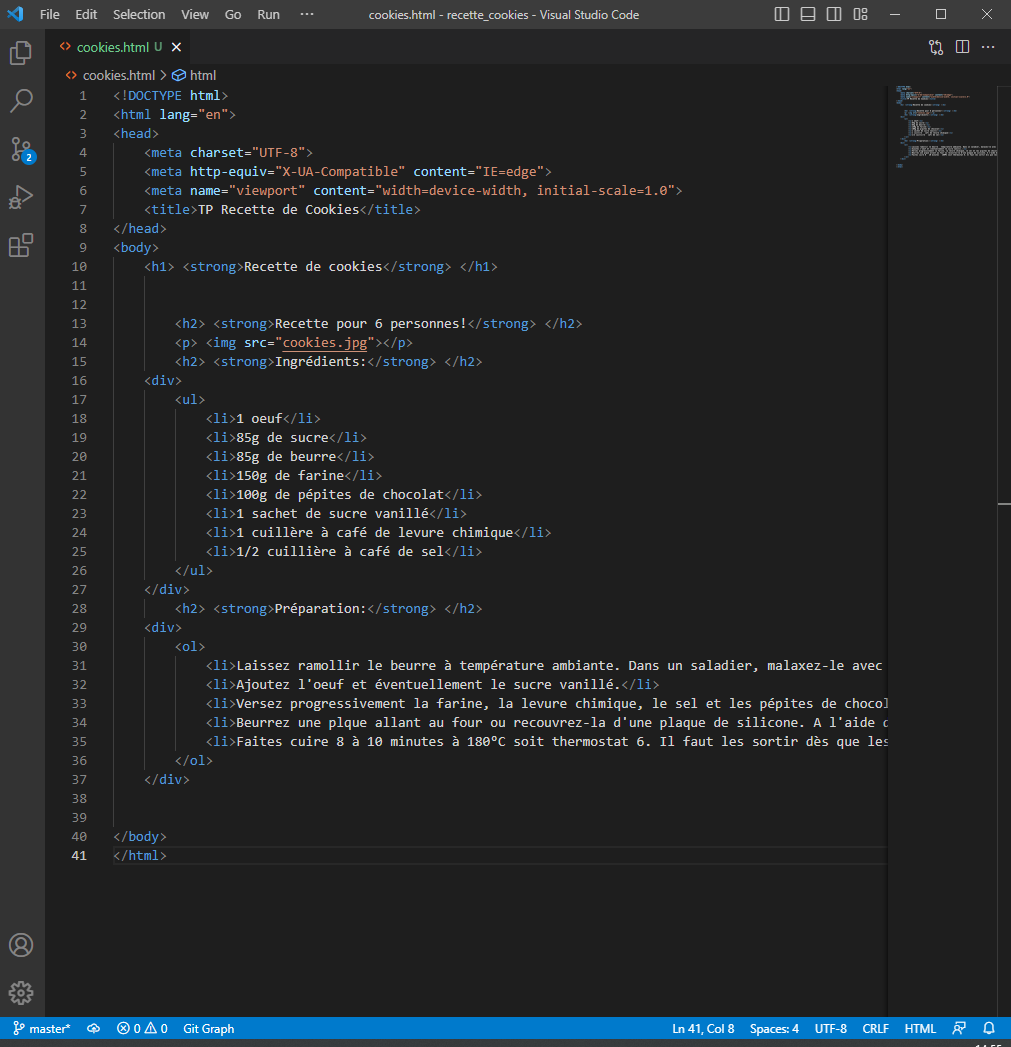 File Edit Selection View Go Run ··· cookies.html - recette_cookies - Visual Studio Code
cookies.html U
cookies.html > html
1 <!DOCTYPE html>
2 <html lang="en">
3 <head>
4 <meta charset="UTF-8">
5 <meta http-equiv="X-UA-Compatible" content="IE=edge">
6 <meta name="viewport" content="width=device-width, initial-scale=1.0">
7 <title>TP Recette de Cookies</title>
8 </head>
9 <body>
10 <h1> <strong>Recette de cookies</strong> </h1>
11
12
13 <h2> <strong>Recette pour 6 personnes!</strong> </h2>
14 <p> <img src="cookies.jpg"></p>
15 <h2> <strong>Ingrédients:</strong> </h2>
16 <div>
17 <ul>
18 <li>1 oeuf</li>
19 <li>85g de sucre</li>
20 <li>85g de beurre</li>
21 <li>150g de farine</li>
22 <li>100g de pépites de chocolat</li>
23 <li>1 sachet de sucre vanillé</li>
24 <li>1 cuillère à café de levure chimique</li>
25 <li>1/2 cuillière à café de sel</li>
26 </ul>
27 </div>
28 <h2> <strong>Préparation:</strong> </h2>
29 <div>
30 <ol>
31 <li>Laissez ramollir le beurre à température ambiante. Dans un saladier, malaxez-le avec
32 <li>Ajoutez l'oeuf et éventuellement le sucre vanillé.</li>
33 <li>Versez progressivement la farine, la levure chimique, le sel et les pépites de chocol
34 <li>Beurrez une plque allant au four ou recouvrez-la d'une plaque de silicone. A l'aide
35 <li>Faites cuire 8 à 10 minutes à 180°C soit thermostat 6. Il faut les sortir dès que les
36 </ol>
37 </div>
38
39
40 </body>
41 </html>
2
master* 0 0 Git Graph Ln 41, Col 8 Spaces: 4 UTF-8 CRLF HTML